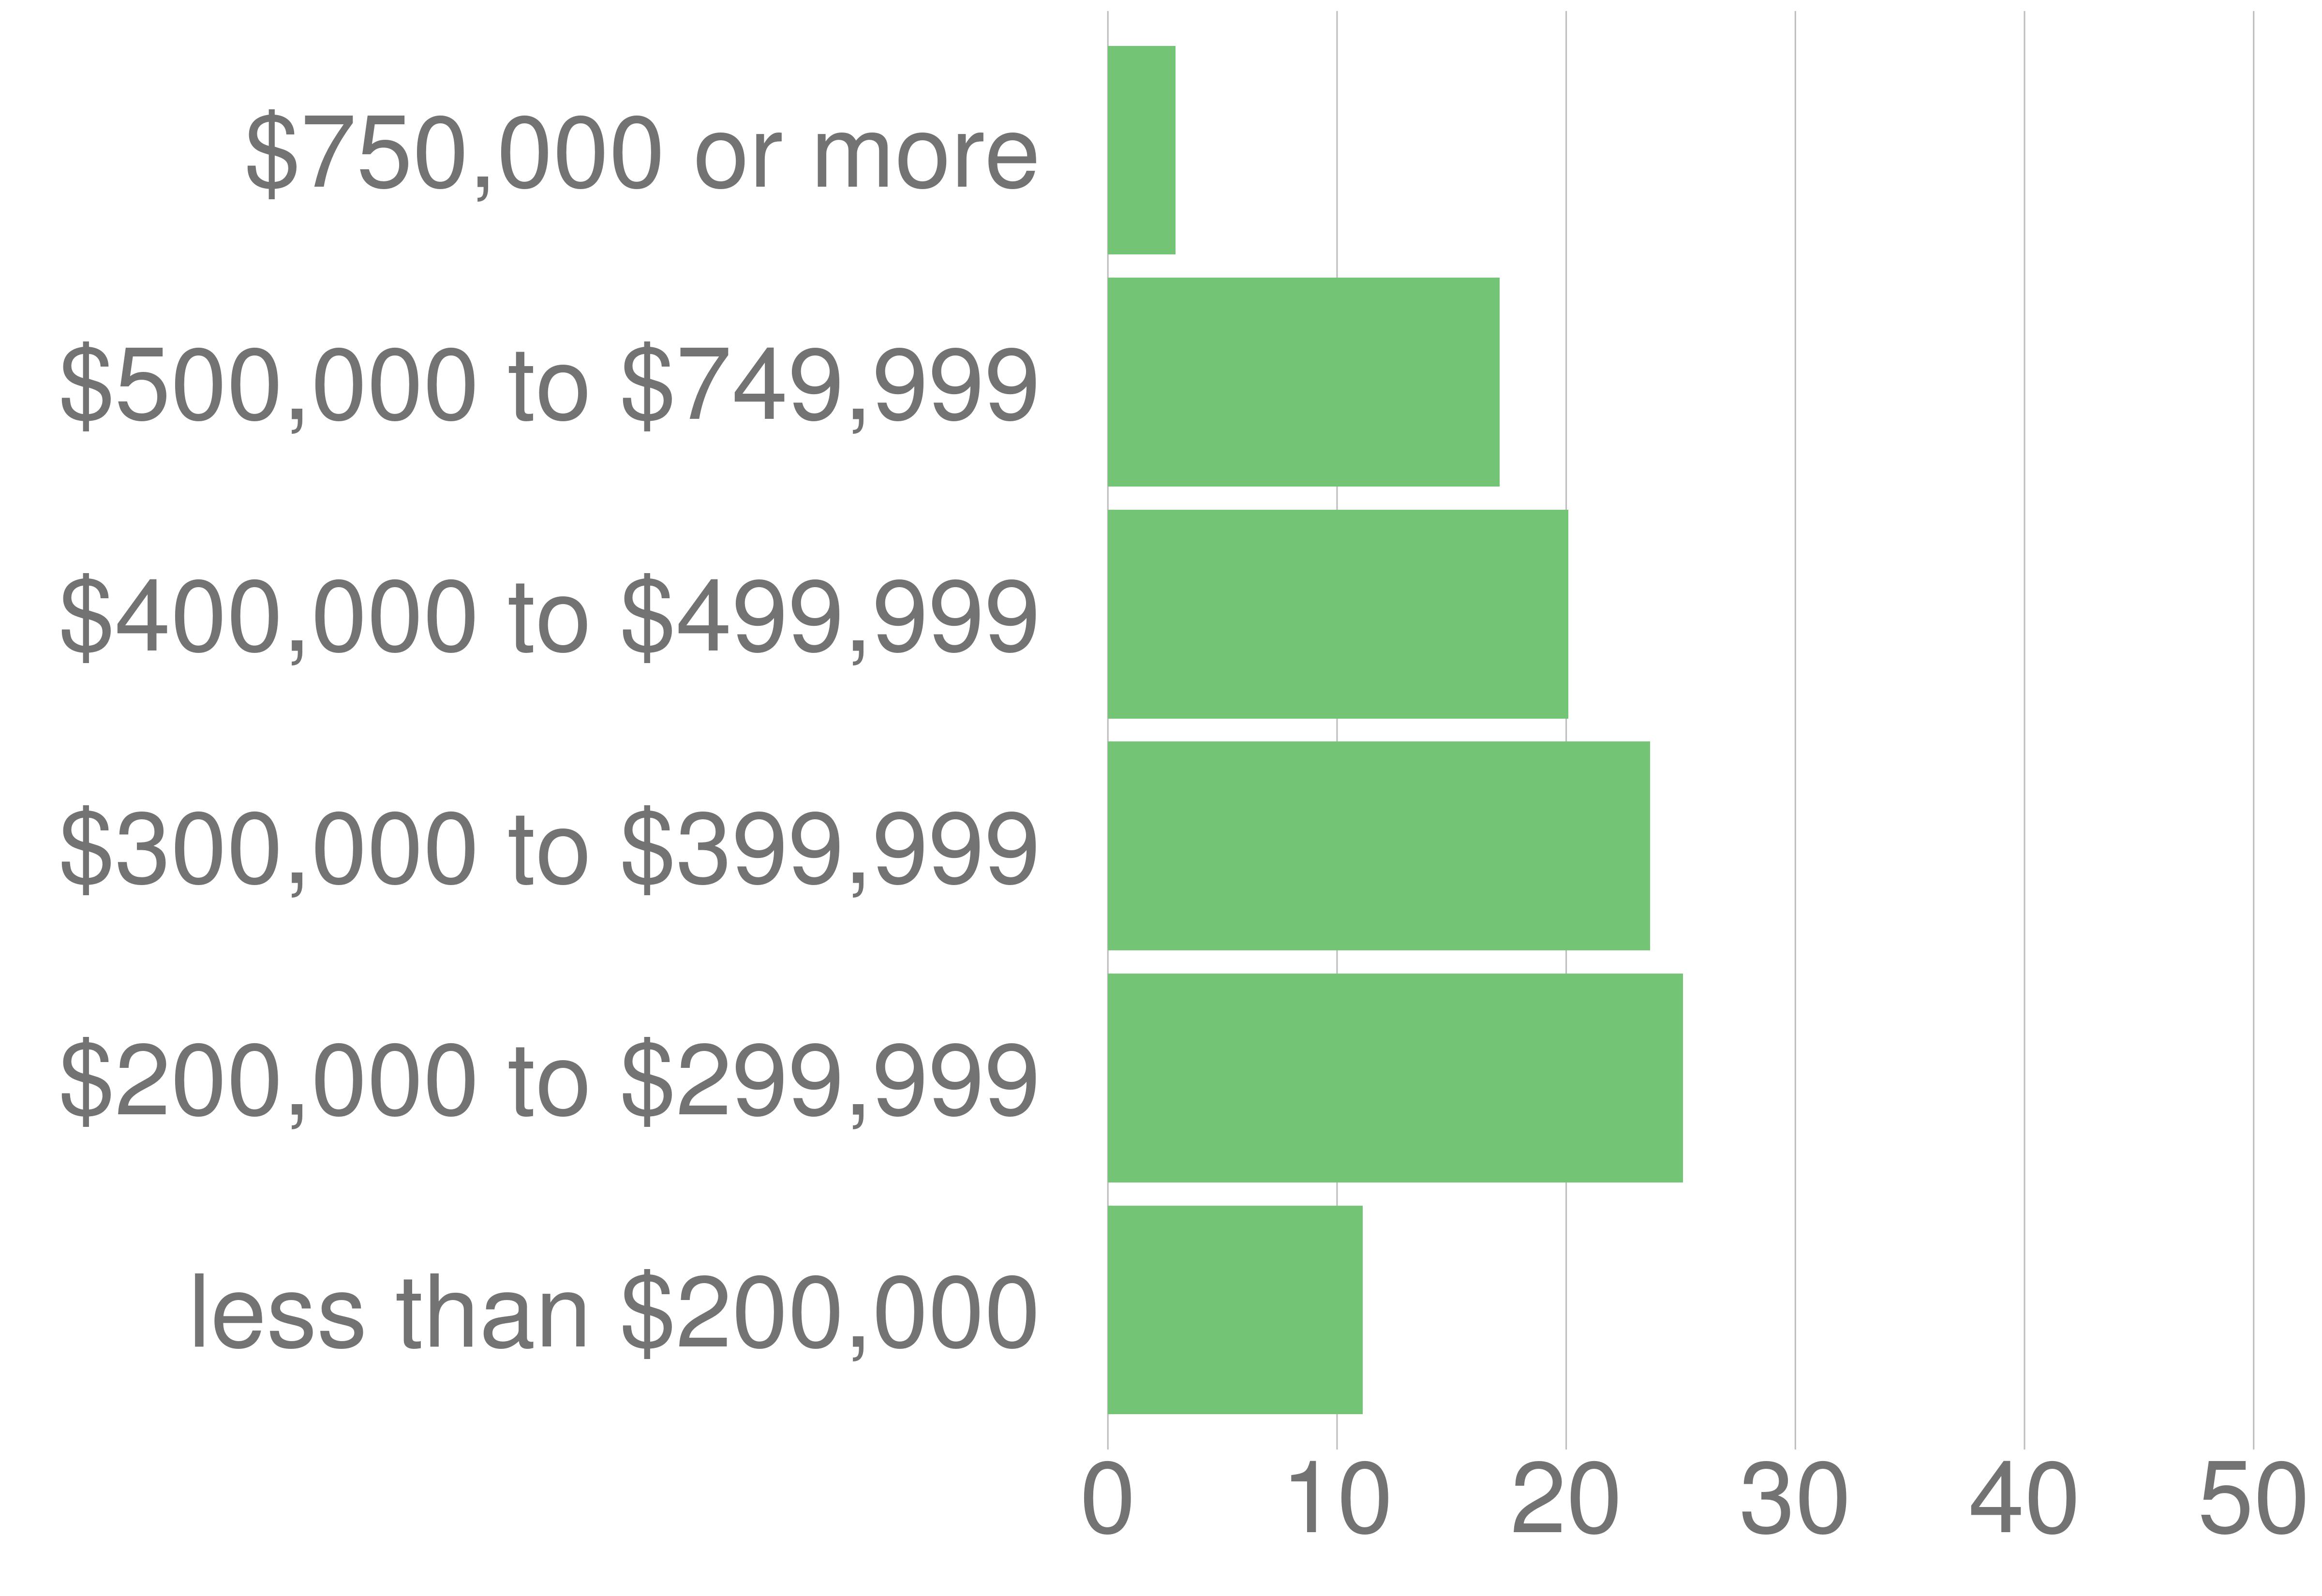 $750,000 or more
$500,000 to $749,999
$400,000 to $499,999
$300,000 to $399,999
$200,000 to $299,999
less than $200,000
0 10 20 30 40 50